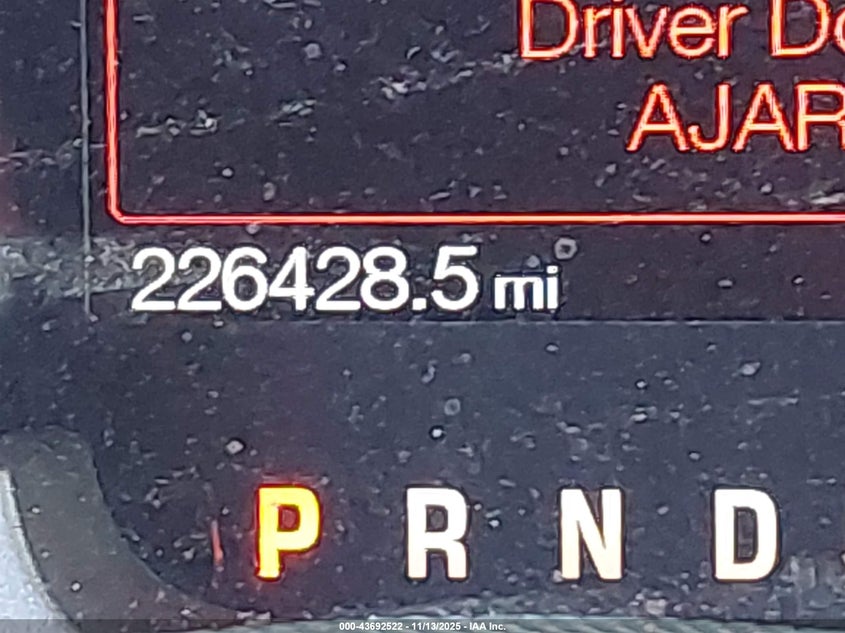 Driver
AJAR
226428.5 mi
P R N D
000-43692522 - 11/13/2025 - IAA Inc.